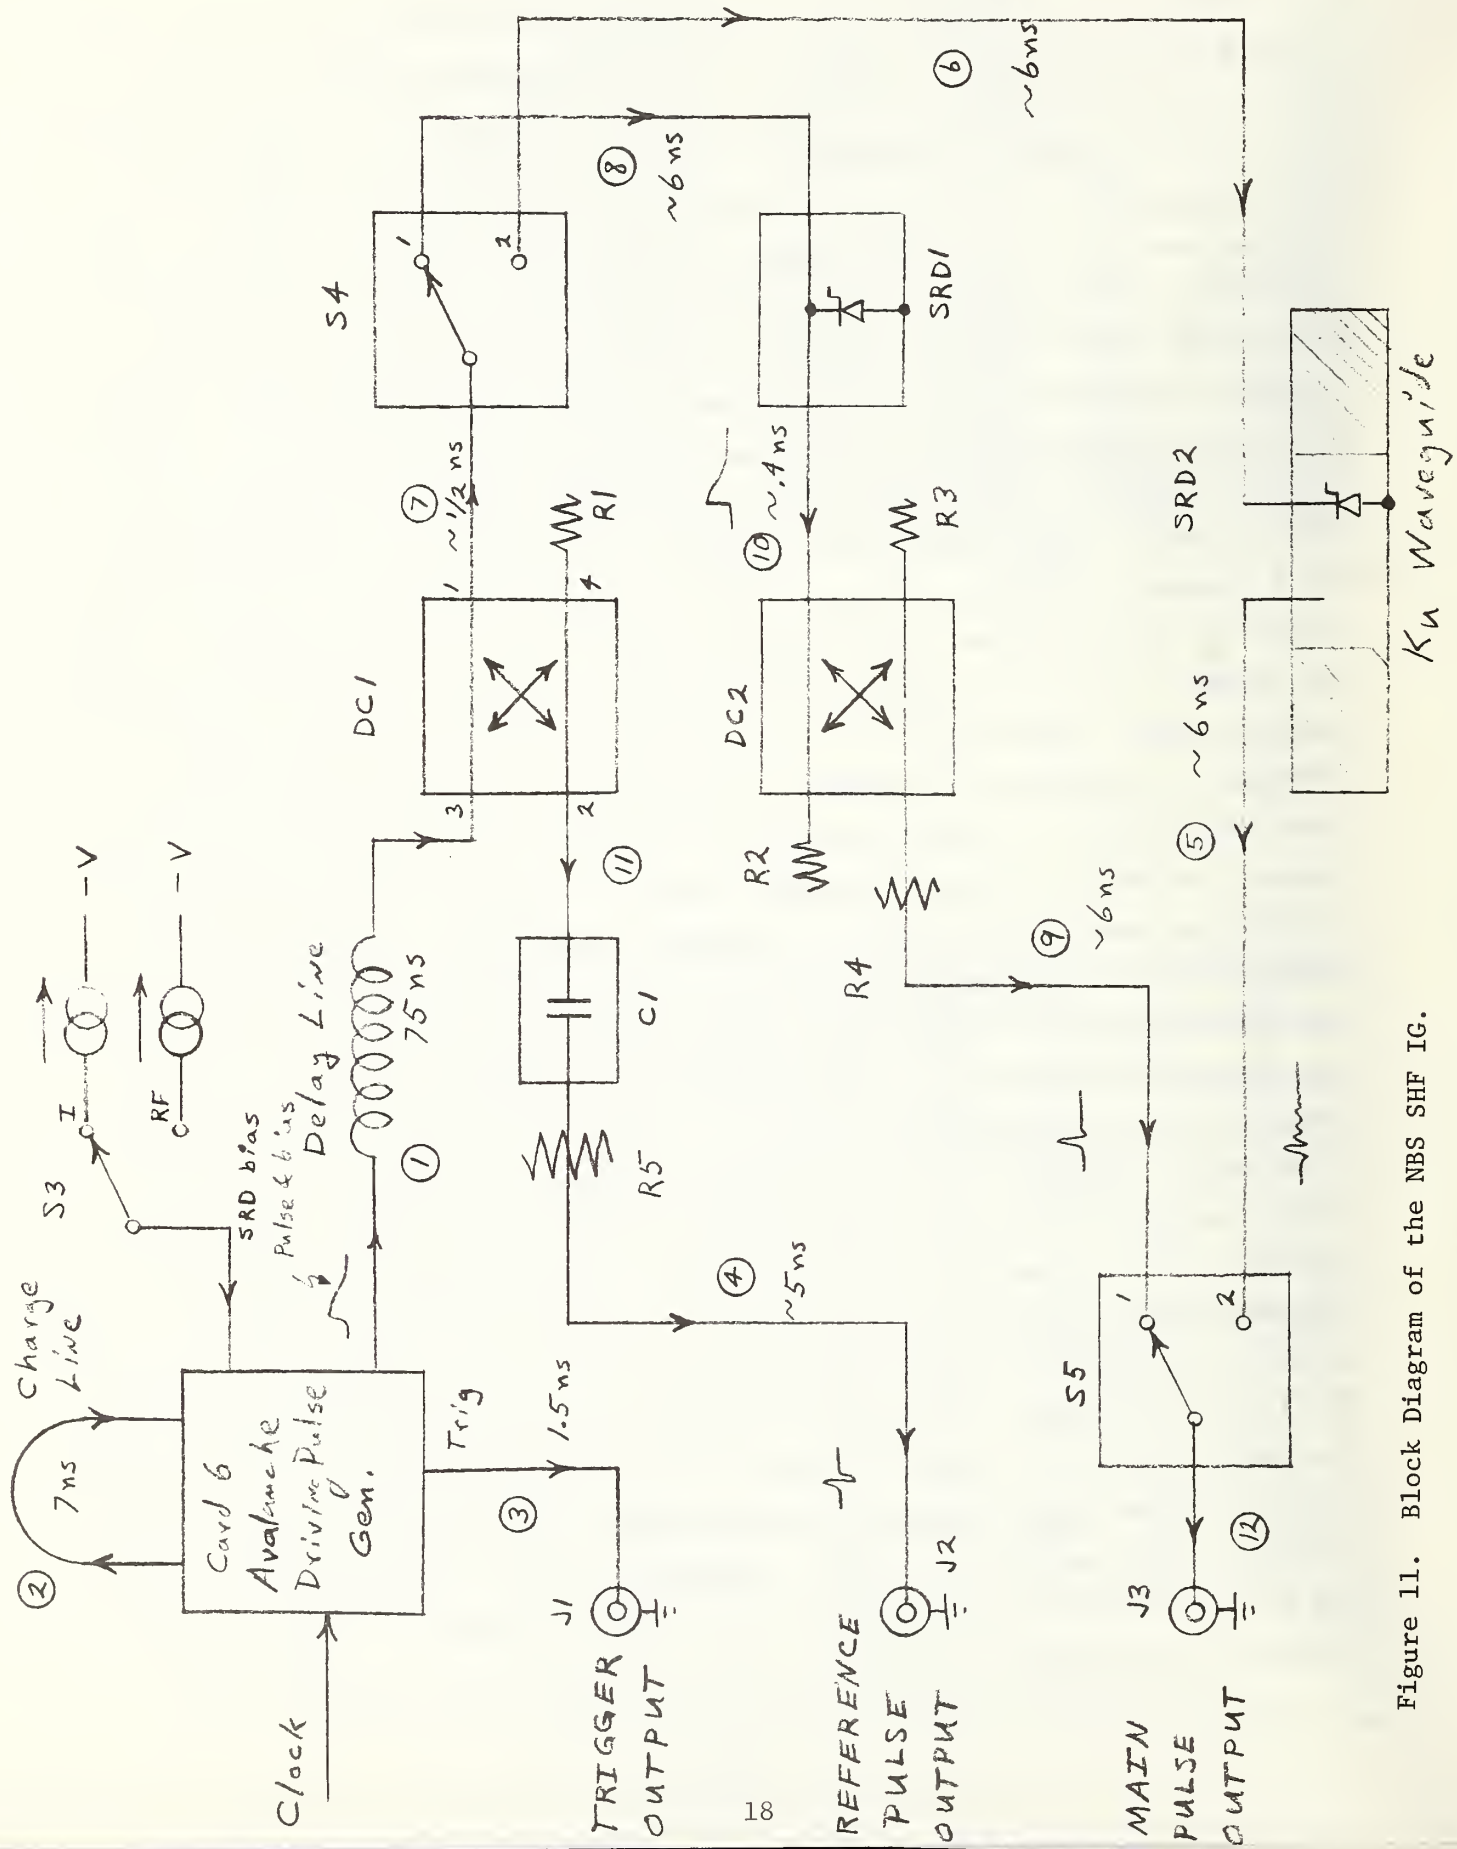 Clock
Card 6
Avalanche
Driving Pulse
Gen.
2
7ns
Charge
Line
S3
I
- V
RF
- V
SRD bias
Pulse & bias
1
Delay Line
75 ns
Trig
3
1.5ns
J1
TRIGGER
OUTPUT
DC1
3
1
2
4
R1
7
~1/2 ns
S4
1
2
11
C1
R5
4
~5ns
J2
REFERENCE
PULSE
OUTPUT
8
~6ns
6
~6ns
SRD1
10
~.4ns
DC2
R2
R3
R4
9
~6ns
SRD2
5
~6ns
Ku Waveguide
S5
1
2
12
J3
MAIN
PULSE
OUTPUT
18
Figure 11. Block Diagram of the NBS SHF IG.